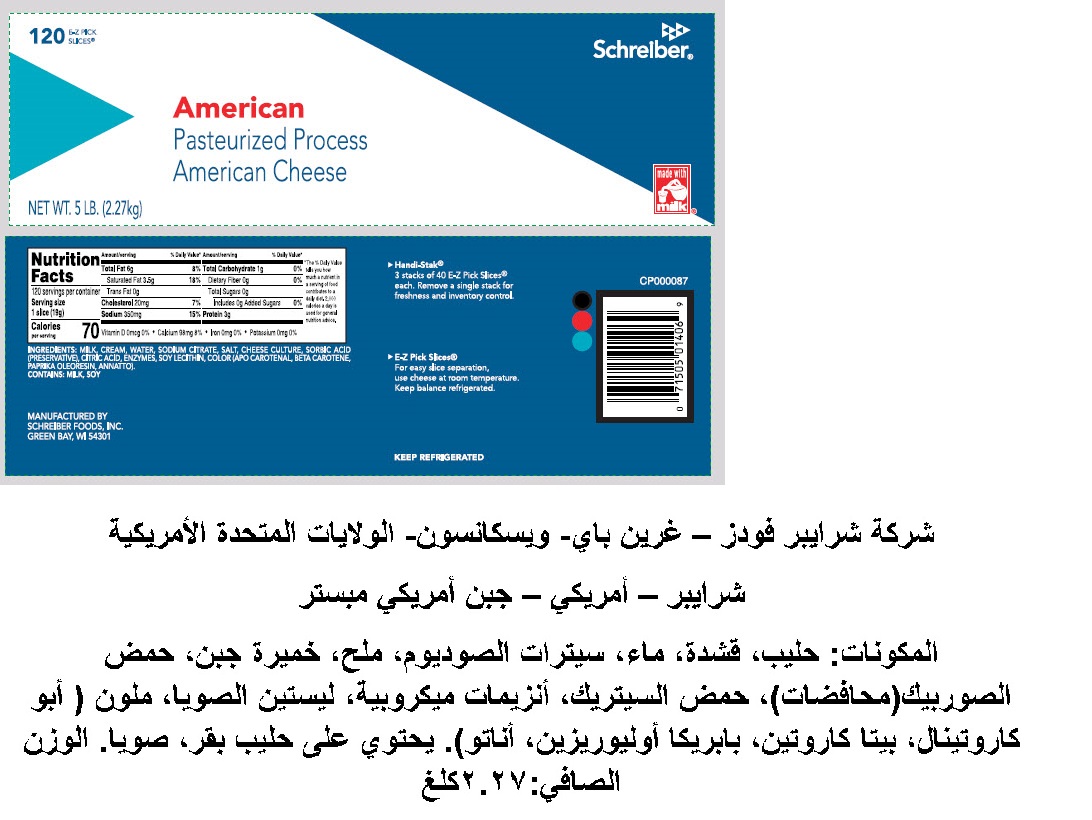 120 E-Z PICK
SLICES®
Schreiber®
American
Pasteurized Process
American Cheese
NET WT. 5 LB. (2.27kg)
made with
milk®
Nutrition
Facts
120 servings per container
Serving size
1 slice (19g)
Calories 70
per serving
Amount/serving % Daily Value* Amount/serving % Daily Value*
Total Fat 6g 8% Total Carbohydrate 1g 0%
Saturated Fat 3.5g 18% Dietary Fiber 0g 0%
Trans Fat 0g Total Sugars 0g
Cholesterol 20mg 7% Includes 0g Added Sugars 0%
Sodium 350mg 15% Protein 3g
Vitamin D 0mcg 0% • Calcium 98mg 8% • Iron 0mg 0% • Potassium 0mg 0%
*The % Daily Value
tells you how
much a nutrient in
a serving of food
contributes to a
daily diet. 2,000
calories a day is
used for general
nutrition advice.
INGREDIENTS: MILK, CREAM, WATER, SODIUM CITRATE, SALT, CHEESE CULTURE, SORBIC ACID
(PRESERVATIVE), CITRIC ACID, ENZYMES, SOY LECITHIN, COLOR (APO CAROTENAL, BETA CAROTENE,
PAPRIKA OLEORESIN, ANNATTO).
CONTAINS: MILK, SOY
MANUFACTURED BY
SCHREIBER FOODS, INC.
GREEN BAY, WI 54301
Handi-Stak®
3 stacks of 40 E-Z Pick Slices®
each. Remove a single stack for
freshness and inventory control.
E-Z Pick Slices®
For easy slice separation,
use cheese at room temperature.
Keep balance refrigerated.
KEEP REFRIGERATED
CP000087
0 71505 01406 9
شركة شرايبر فودز – غرين باي- ويسكانسون- الولايات المتحدة الأمريكية
شرايبر – أمريكي – جبن أمريكي مبستر
المكونات: حليب، قشدة، ماء، سيترات الصوديوم، ملح، خميرة جبن، حمض
الصوربيك(محافضات)، حمض السيتريك، أنزيمات ميكروبية، ليستين الصويا، ملون ( أبو
كاروتينال، بيتا كاروتين، بابريكا أوليوريزين، أناتو). يحتوي على حليب بقر، صويا. الوزن
الصافي:٢.٢٧كلغ